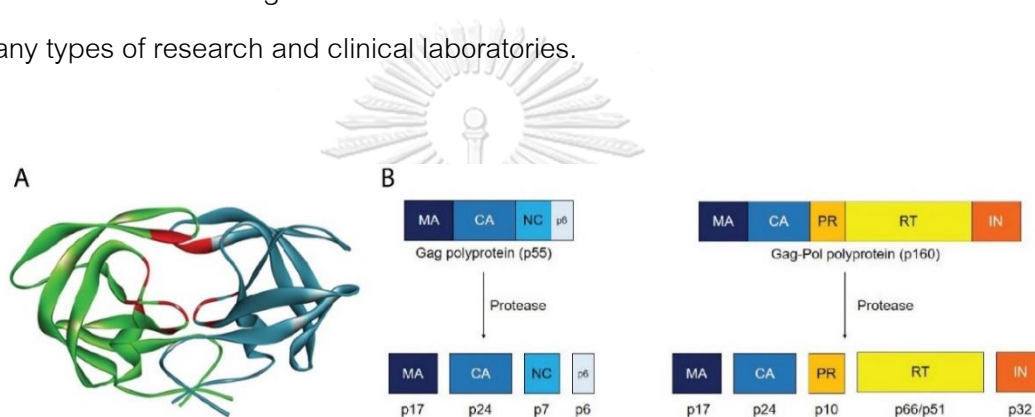 any types of research and clinical laboratories.
A
B
MA CA NC p6
Gag polyprotein (p55)
Protease
MA CA NC p6
p17 p24 p7 p6
MA CA PR RT IN
Gag-Pol polyprotein (p160)
Protease
MA CA PR RT IN
p17 p24 p10 p66/p51 p32